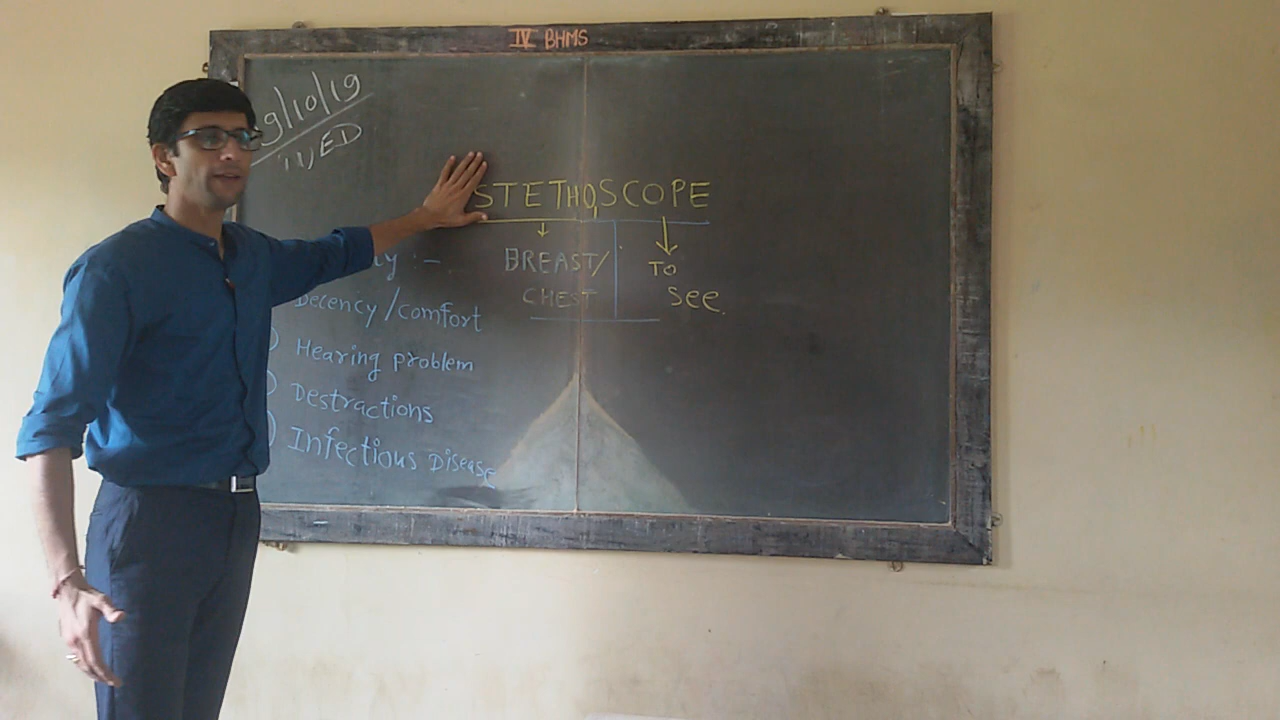 IV BHMS
9/10/19
WED
STETHOSCOPE
BREAST/
CHEST
TO
See.
Decency/comfort
Hearing problem
Destractions
Infectious Disease